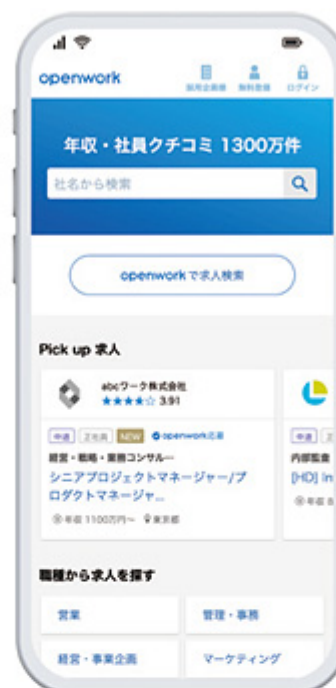 openwork
採用企業様 無料登録 ログイン
年収・社員クチコミ 1300万件
社名から検索
openworkで求人検索
Pick up 求人
abcワーク株式会社
★★★★☆ 3.91
中途 正社員 NEW openwork応募
中途
経営・戦略・業務コンサル…
内部監査
シニアプロジェクトマネージャー/プ
[HD] In
ロダクトマネージャ...
年収 1100万円〜 東京都
年収 8
職種から求人を探す
営業 管理・事務
経営・事業企画 マーケティング